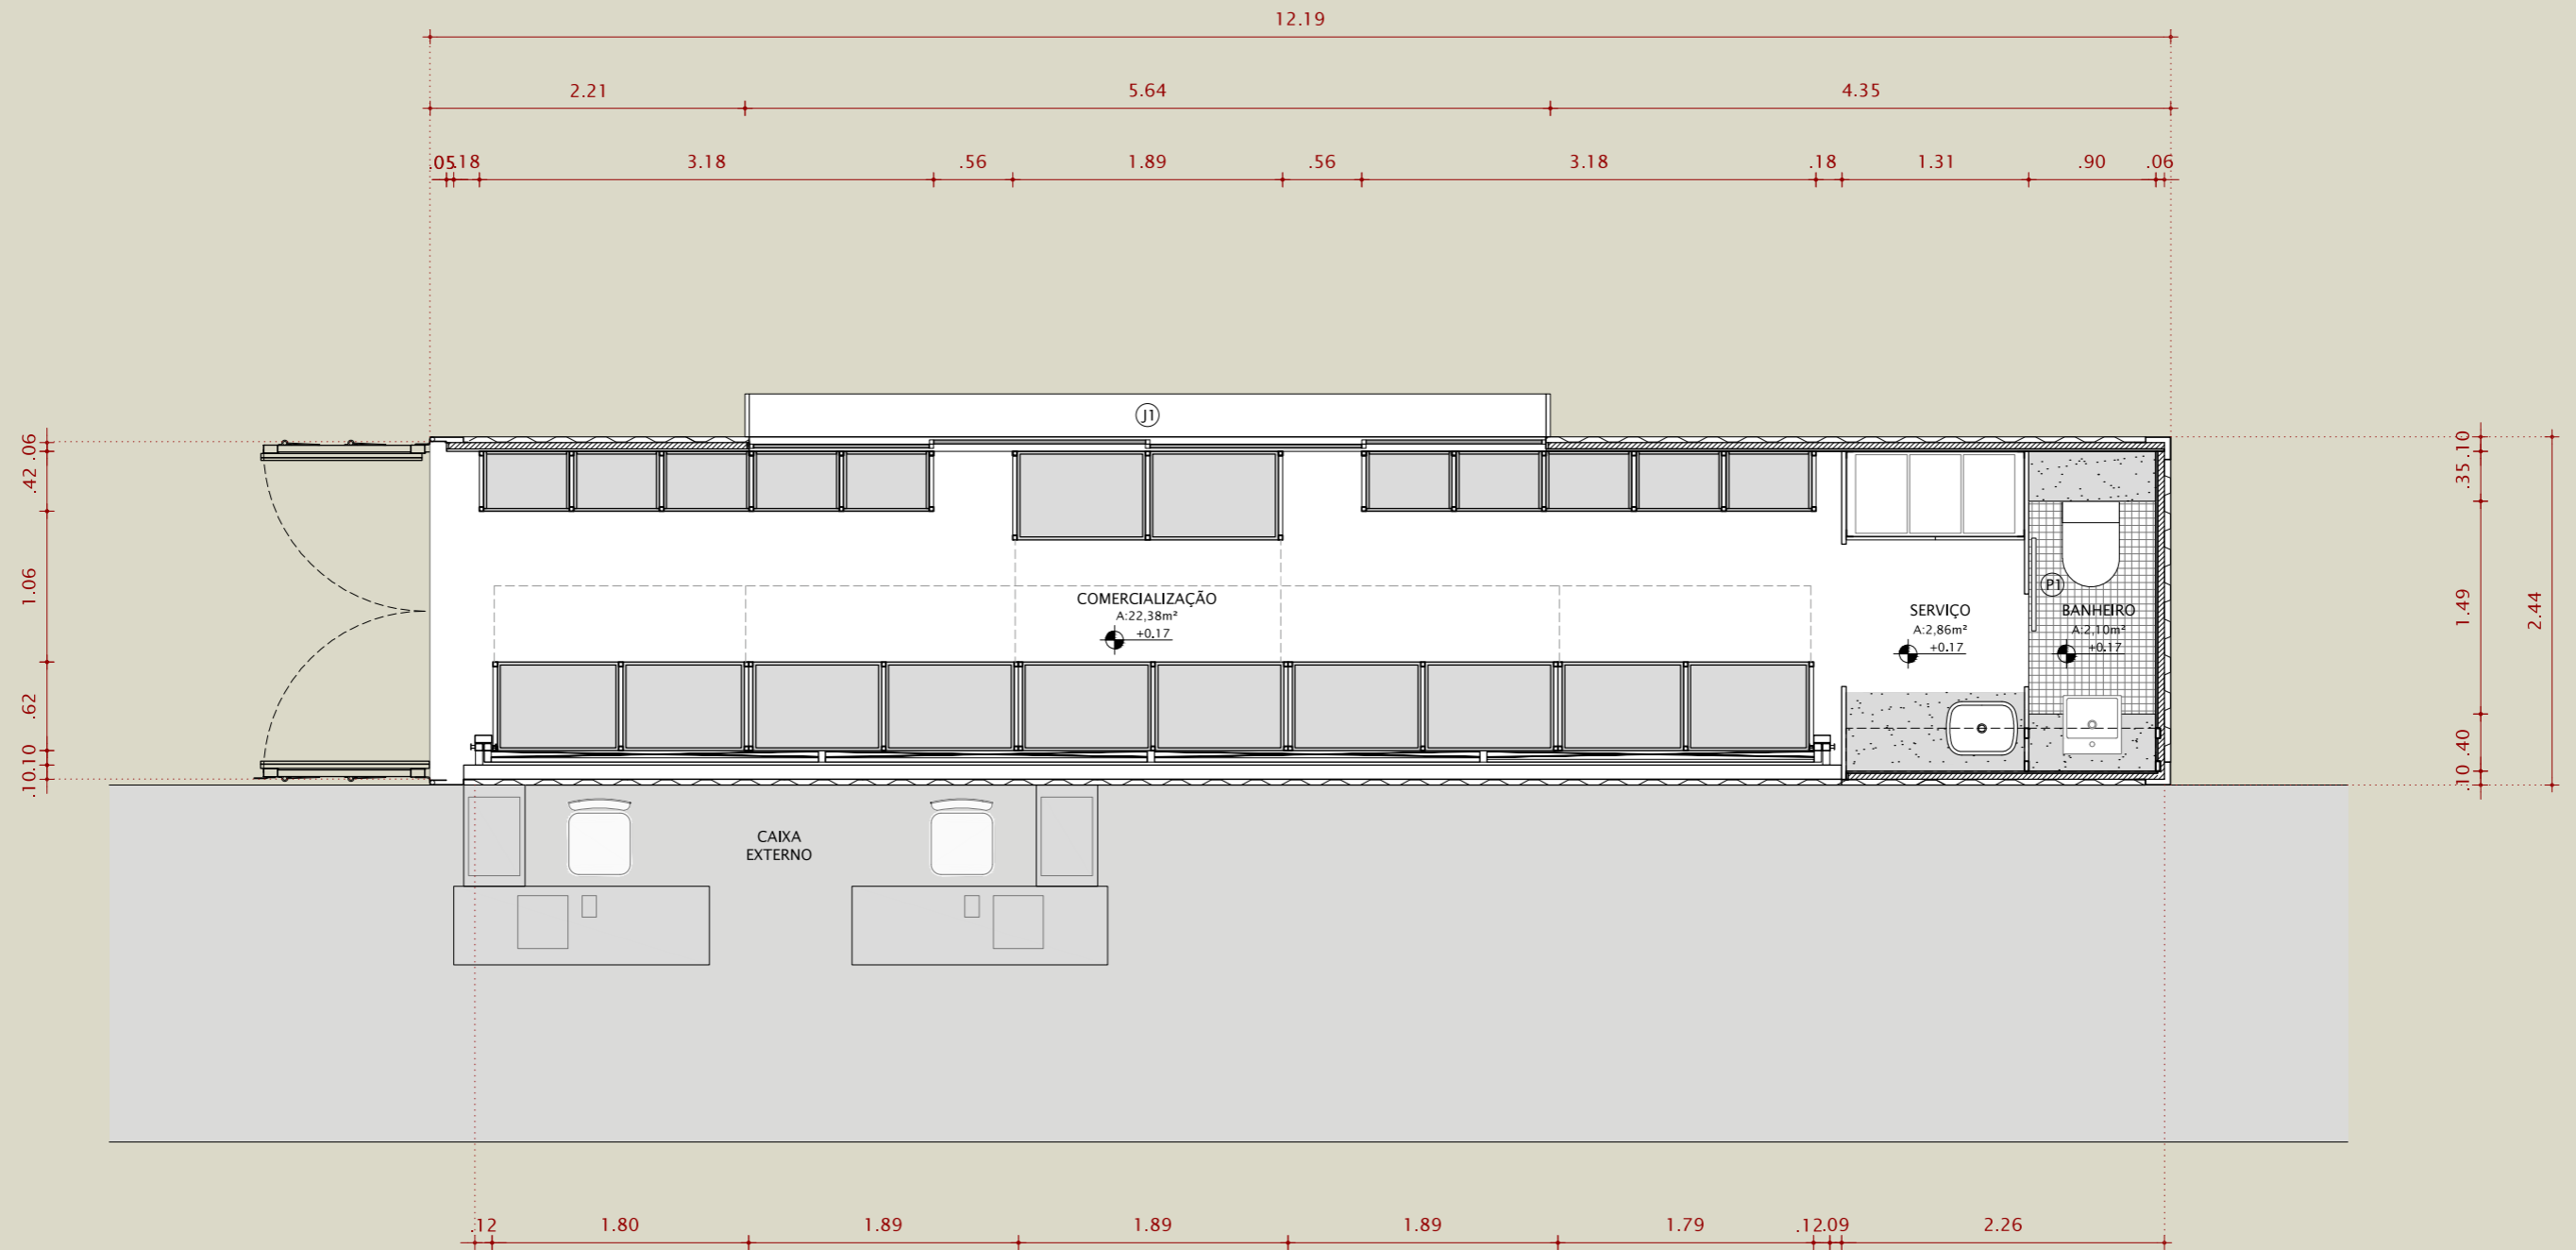 12.19
2.21 5.64 4.35
.05 .18 3.18 .56 1.89 .56 3.18 .18 1.31 .90 .06
J1
.06
.42
1.06
.62
.10
.10
.10
.35
1.49
.40
.10
2.44
COMERCIALIZAÇÃO
A:22,38m²
+0.17
SERVIÇO
A:2,86m²
+0.17
P1
BANHEIRO
A:2,10m²
+0.17
CAIXA
EXTERNO
.12 1.80 1.89 1.89 1.89 1.79 .12 .09 2.26